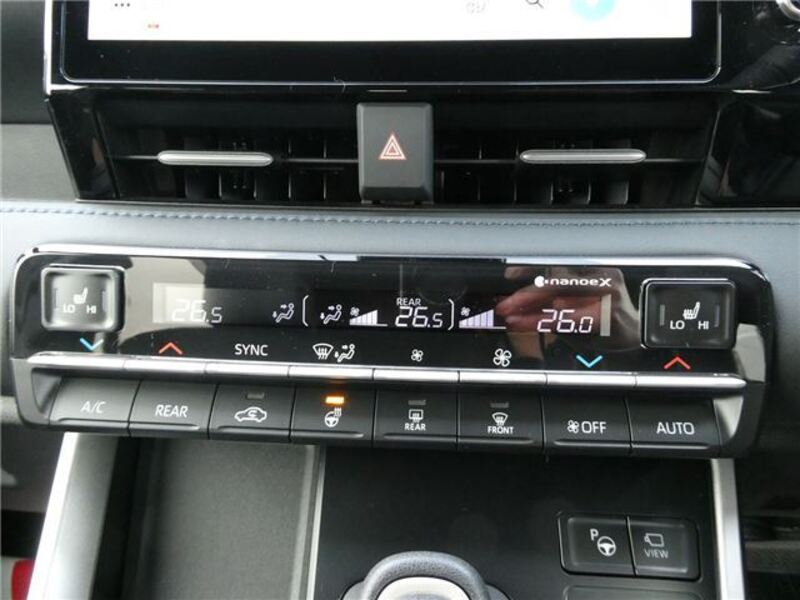 nanoeX
LO HI
26.5
REAR
26.5
26.0
LO HI
SYNC
A/C
REAR
REAR
FRONT
OFF
AUTO
P
VIEW